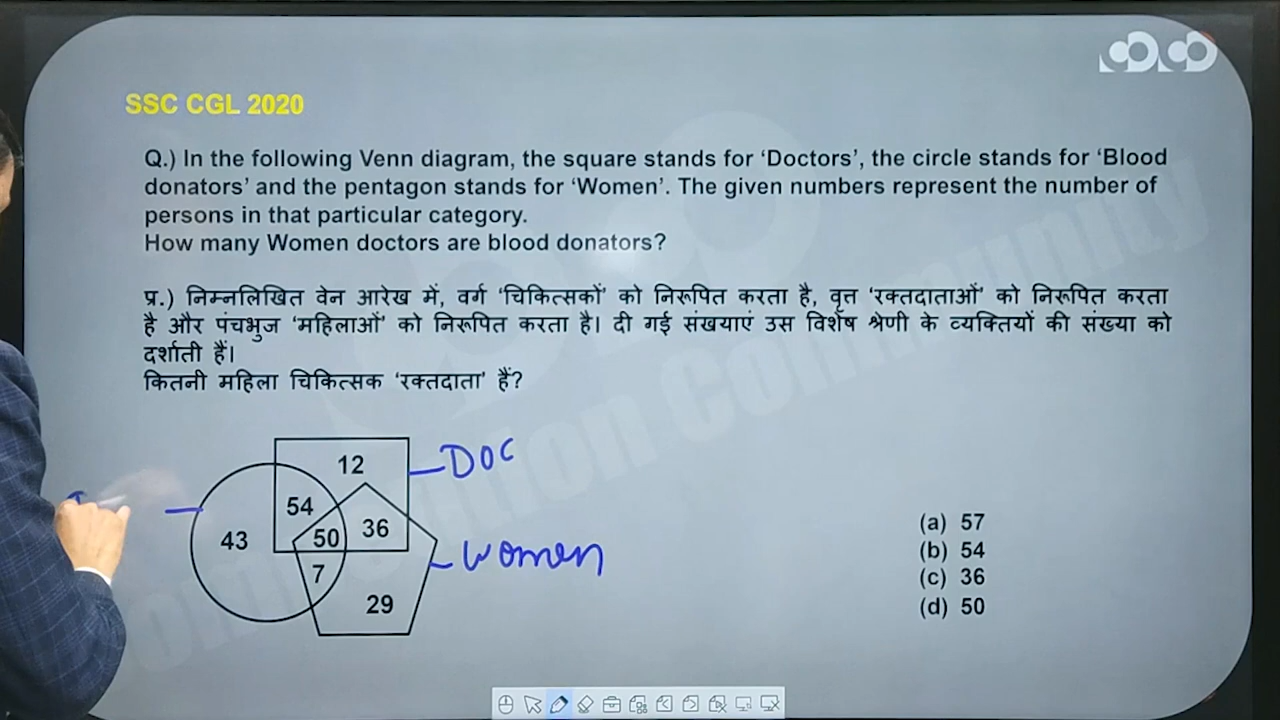 SSC CGL 2020
Q.) In the following Venn diagram, the square stands for ‘Doctors’, the circle stands for ‘Blood
donators’ and the pentagon stands for ‘Women’. The given numbers represent the number of
persons in that particular category.
How many Women doctors are blood donators?
प्र.) निम्नलिखित वेन आरेख में, वर्ग ‘चिकित्सकों’ को निरूपित करता है, वृत्त ‘रक्तदाताओं’ को निरूपित करता
है और पंचभुज ‘महिलाओं’ को निरूपित करता है। दी गई संखयाएं उस विशेष श्रेणी के व्यक्तियों की संख्या को
दर्शाती हैं।
कितनी महिला चिकित्सक ‘रक्तदाता’ हैं?
12
DOC
54
43
50
36
women
7
29
(a) 57
(b) 54
(c) 36
(d) 50